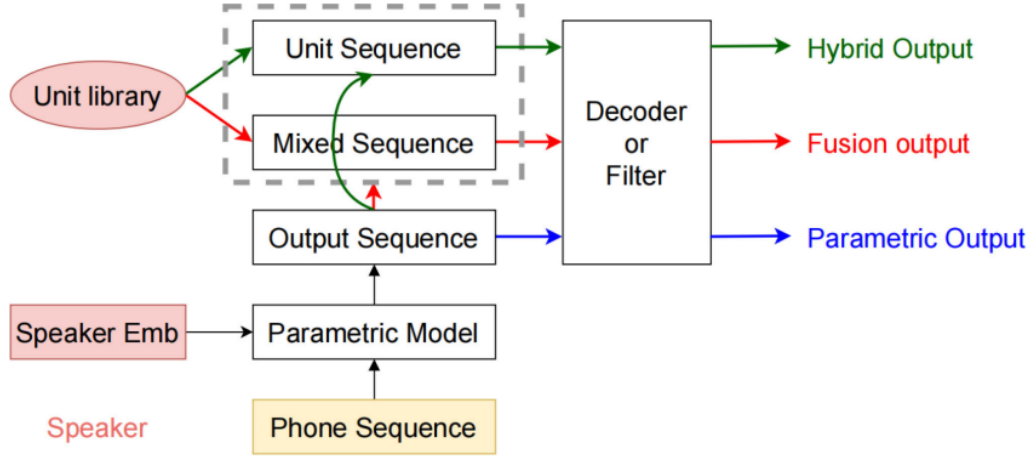 Unit Sequence
Hybrid Output
Unit library
Decoder
or
Filter
Mixed Sequence
Fusion output
Output Sequence
Parametric Output
Speaker Emb
Parametric Model
Speaker
Phone Sequence